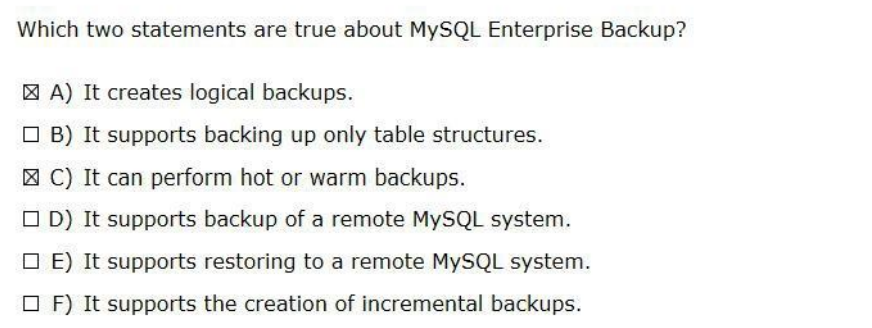 Which two statements are true about MySQL Enterprise Backup?
☒ A) It creates logical backups.
☐ B) It supports backing up only table structures.
☒ C) It can perform hot or warm backups.
☐ D) It supports backup of a remote MySQL system.
☐ E) It supports restoring to a remote MySQL system.
☐ F) It supports the creation of incremental backups.